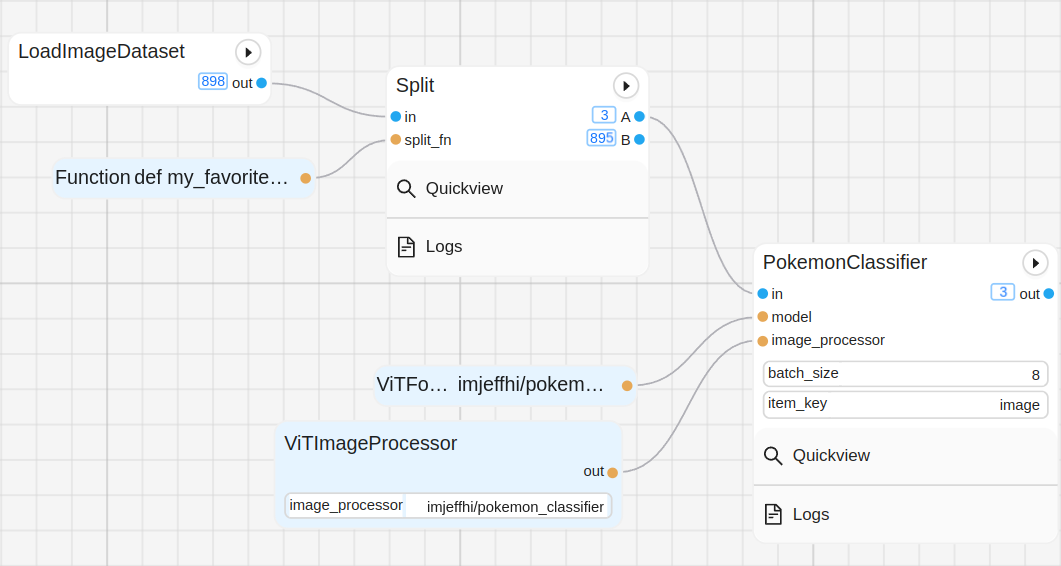 LoadImageDataset
898 out
Function def my_favorite…
Split
in
3 A
split_fn
895 B
Quickview
Logs
PokemonClassifier
in
3 out
model
image_processor
batch_size 8
item_key image
Quickview
Logs
ViTFo… imjeffhi/pokem…
ViTImageProcessor
out
image_processor imjeffhi/pokemon_classifier